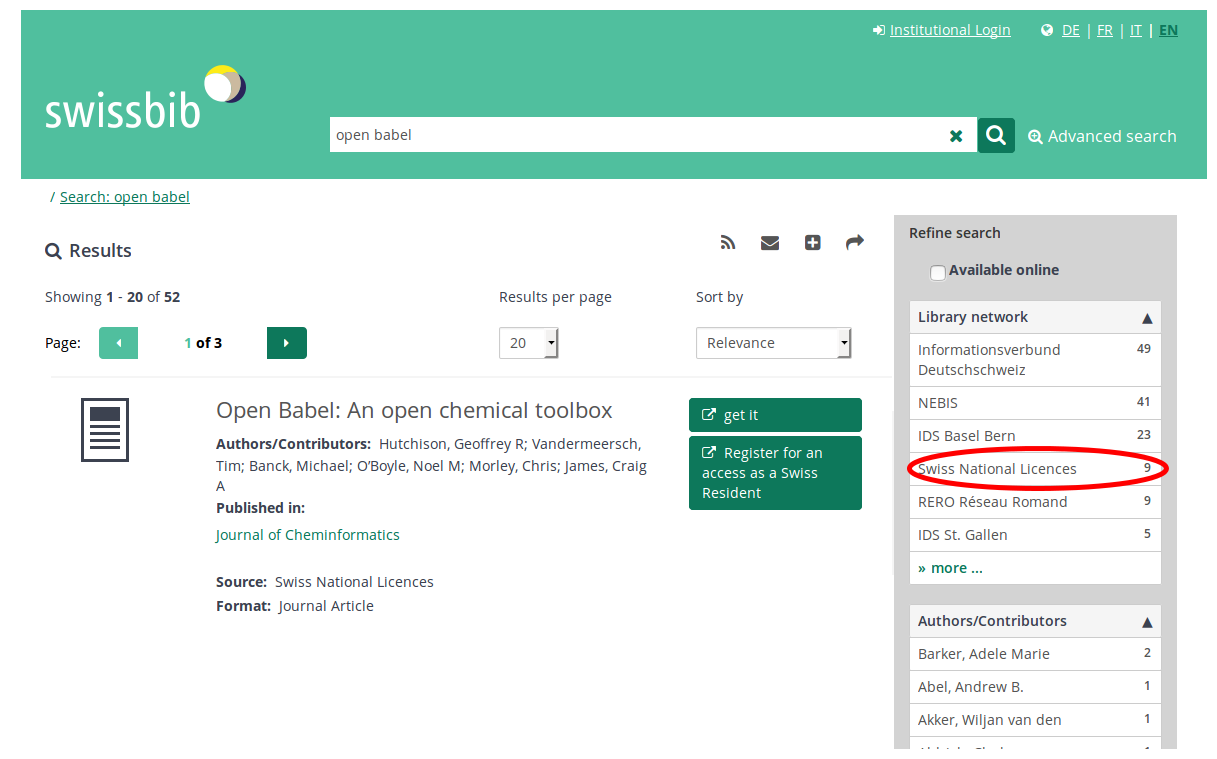 Institutional Login DE | FR | IT | EN
swissbib
open babel
Advanced search
/ Search: open babel
Results
Showing 1 - 20 of 52
Results per page
Sort by
Page: 1 of 3
20
Relevance
Open Babel: An open chemical toolbox
Authors/Contributors: Hutchison, Geoffrey R; Vandermeersch,
Tim; Banck, Michael; O'Boyle, Noel M; Morley, Chris; James, Craig
A
Published in:
Journal of Cheminformatics
Source: Swiss National Licences
Format: Journal Article
get it
Register for an
access as a Swiss
Resident
Refine search
Available online
Library network ▲
Informationsverbund 49
Deutschschweiz
NEBIS 41
IDS Basel Bern 23
Swiss National Licences 9
RERO Réseau Romand 9
IDS St. Gallen 5
» more ...
Authors/Contributors ▲
Barker, Adele Marie 2
Abel, Andrew B. 1
Akker, Wiljan van den 1